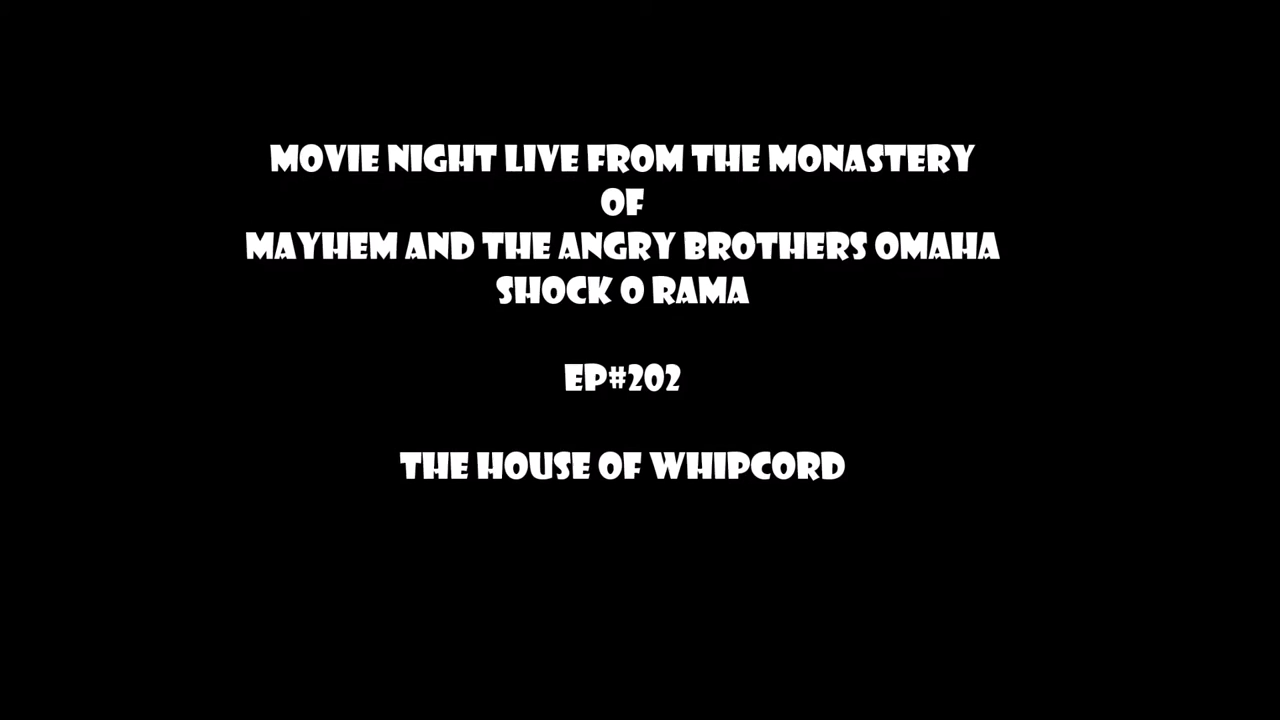 MOVIE NIGHT LIVE FROM THE MONASTERY
OF
MAYHEM AND THE ANGRY BROTHERS OMAHA
SHOCK O RAMA
EP#202
THE HOUSE OF WHIPCORD